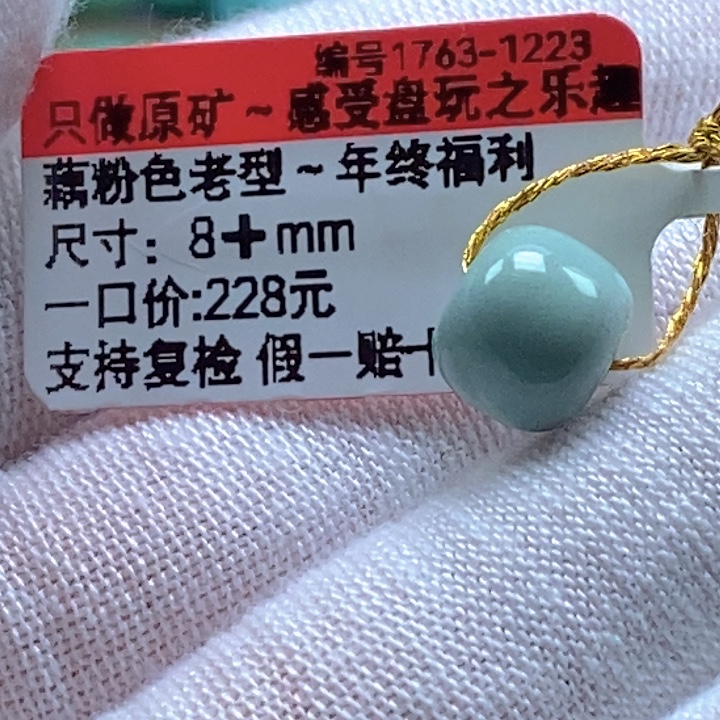 编号1763-1223
只做原矿~感受盘玩之乐趣
藕粉色老型~年终福利
尺寸：8+mm
一口价:228元
支持复检 假一赔十